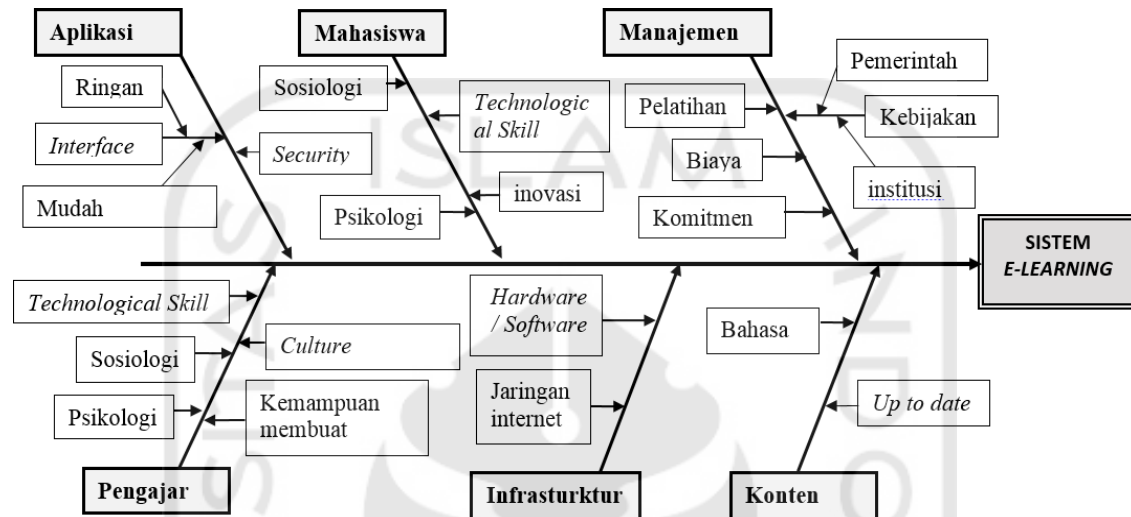 Aplikasi
Mahasiswa
Manajemen
Ringan
Interface
Security
Mudah
Sosiologi
Technologic
al Skill
inovasi
Psikologi
Pemerintah
Pelatihan
Kebijakan
Biaya
institusi
Komitmen
SISTEM
E-LEARNING
Technological Skill
Sosiologi
Culture
Psikologi
Kemampuan
membuat
Hardware
/ Software
Jaringan
internet
Bahasa
Up to date
Pengajar
Infrasturktur
Konten
ISLAM